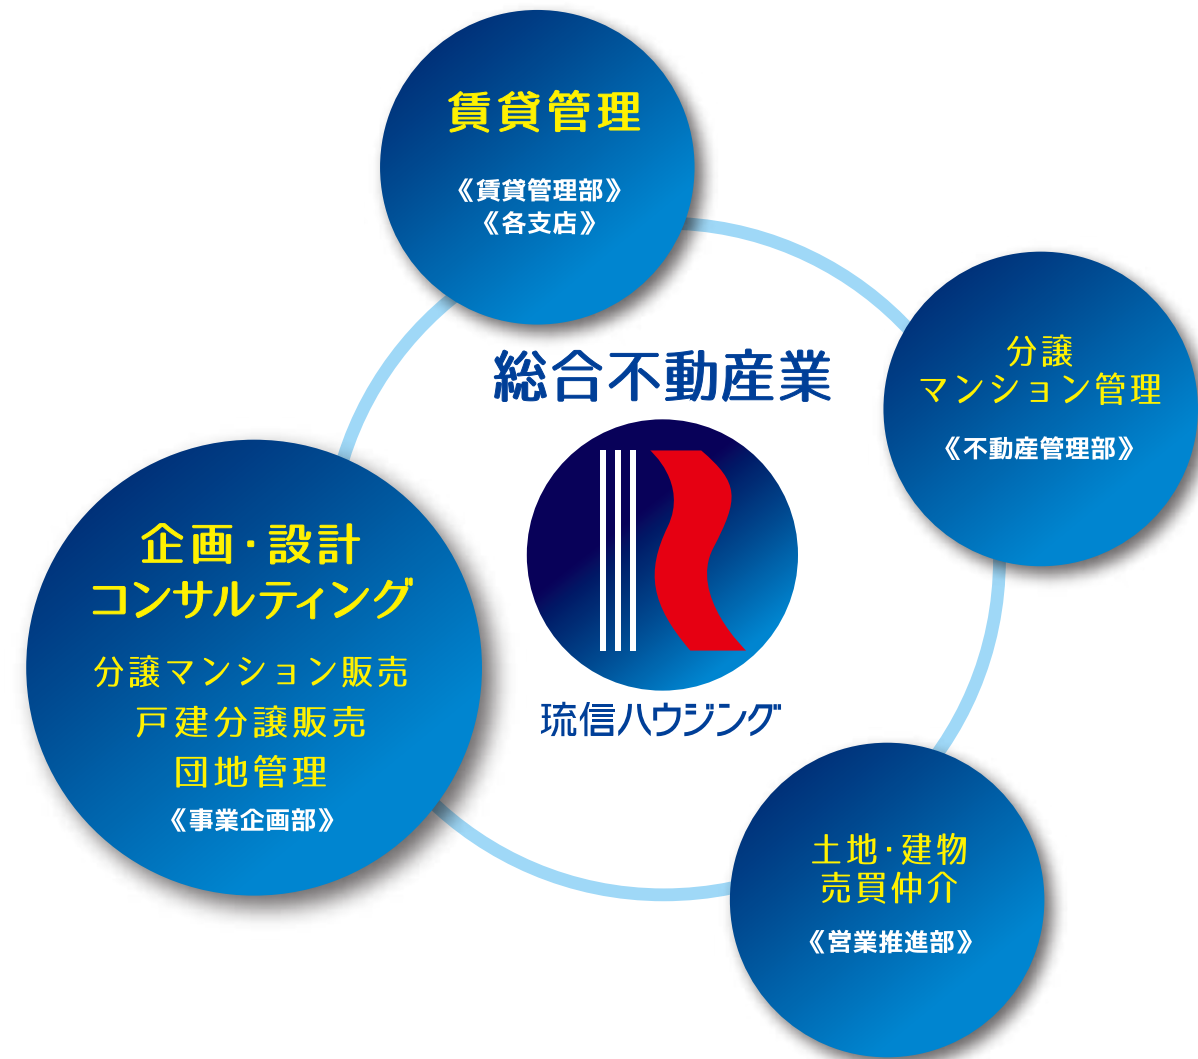 賃貸管理
《賃貸管理部》
《各支店》
分譲
マンション管理
《不動産管理部》
総合不動産業
琉信ハウジング
企画・設計
コンサルティング
分譲マンション販売
戸建分譲販売
団地管理
《事業企画部》
土地・建物
売買仲介
《営業推進部》